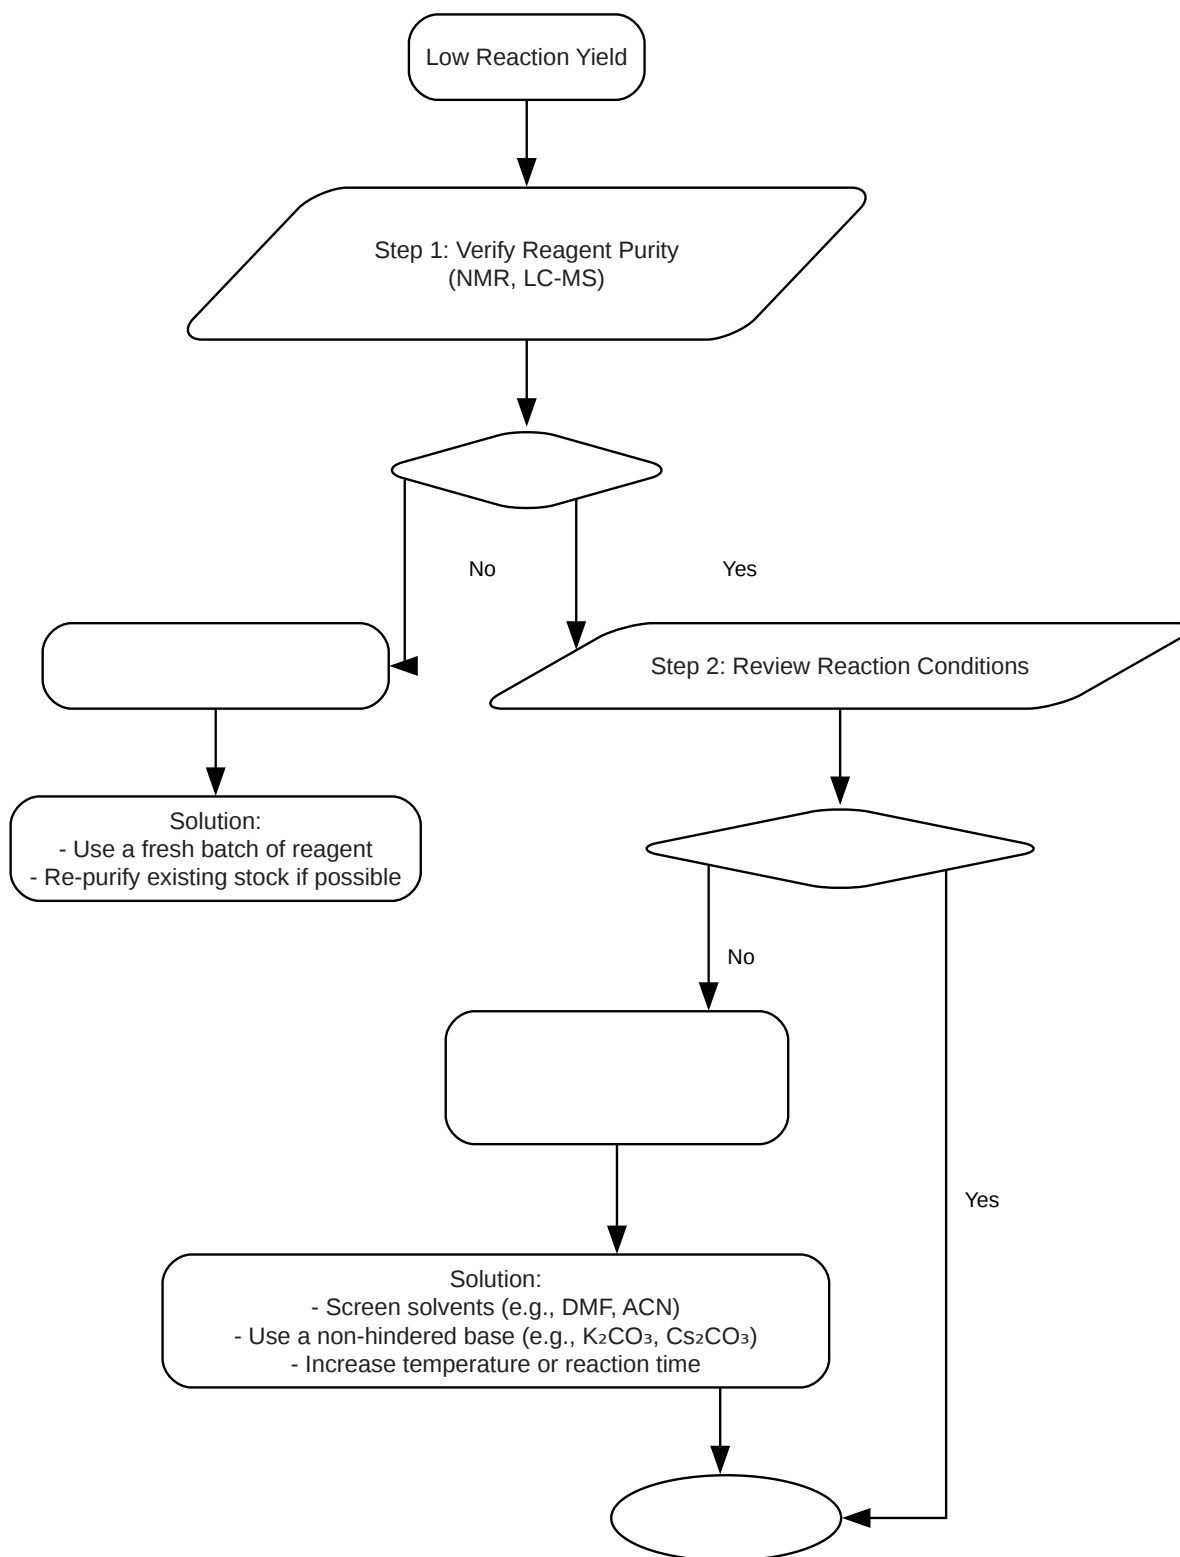 Low Reaction Yield
Step 1: Verify Reagent Purity
(NMR, LC-MS)
No
Yes
Step 2: Review Reaction Conditions
Solution:
- Use a fresh batch of reagent
- Re-purify existing stock if possible
No
Yes
Solution:
- Screen solvents (e.g., DMF, ACN)
- Use a non-hindered base (e.g., K₂CO₃, Cs₂CO₃)
- Increase temperature or reaction time